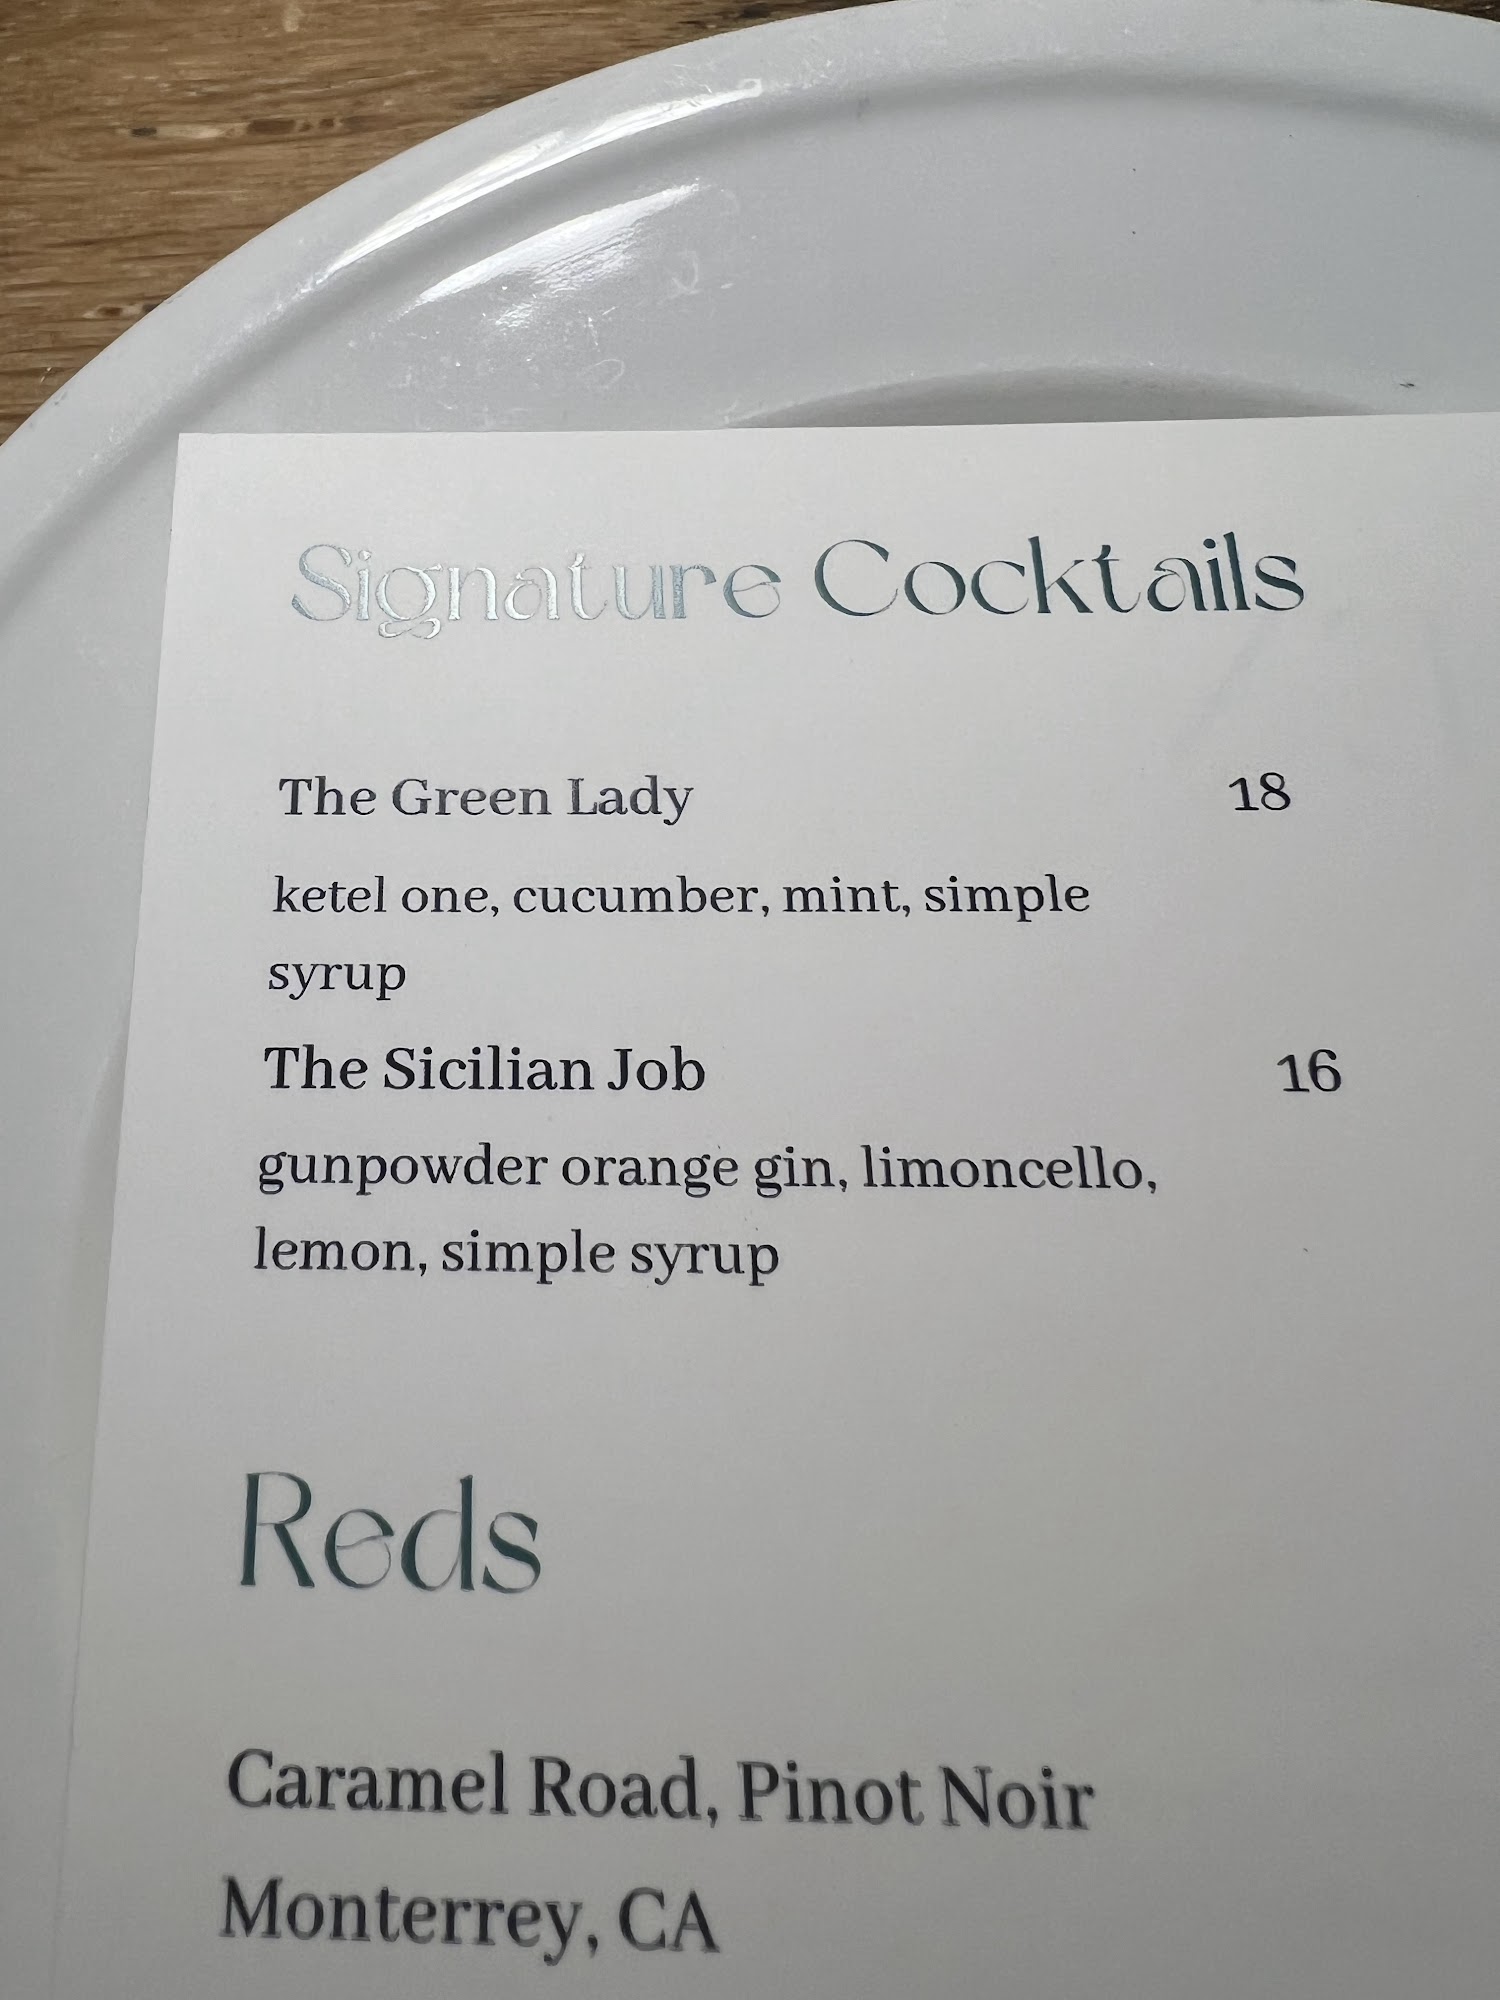 Signature Cocktails
The Green Lady 18
ketel one, cucumber, mint, simple
syrup
The Sicilian Job 16
gunpowder orange gin, limoncello,
lemon, simple syrup
Reds
Caramel Road, Pinot Noir
Monterrey, CA